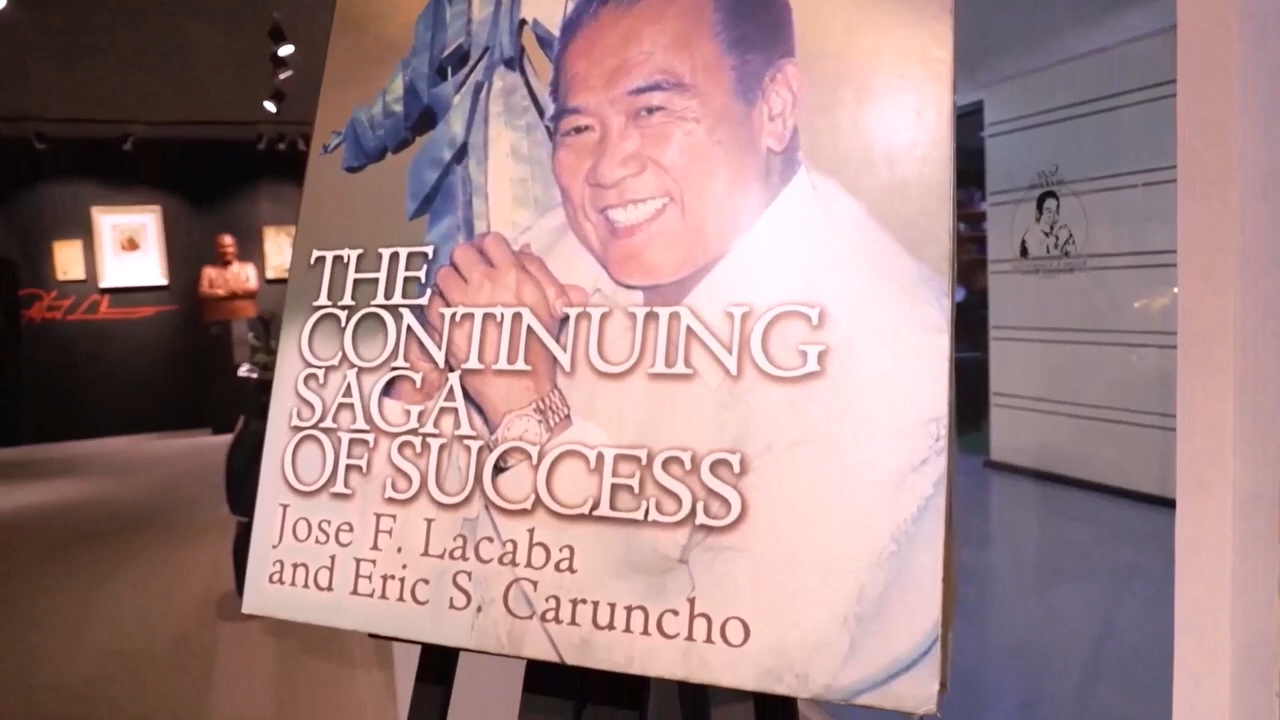 THE
CONTINUING
SAGA
OF SUCCESS
Jose F. Lacaba
and Eric S. Caruncho